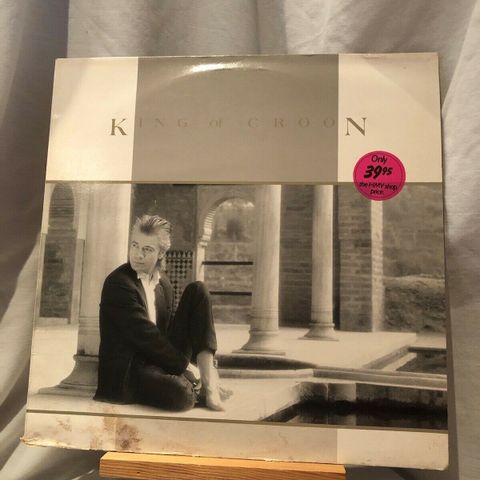 KING of CROON
Only
39.95
the HMV shop
price.